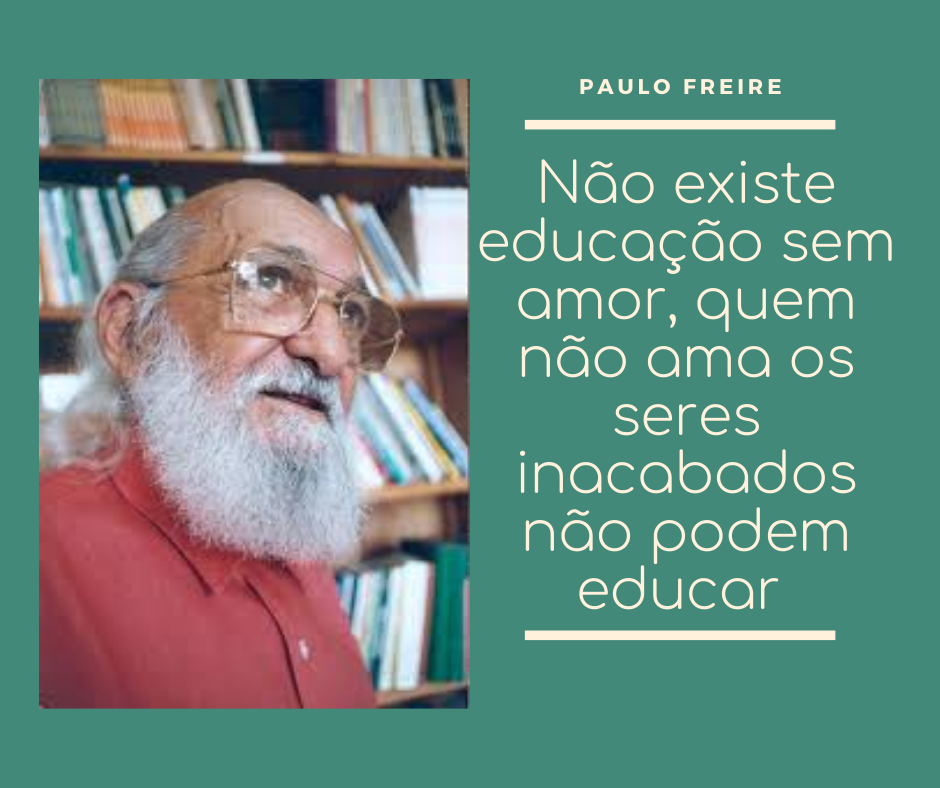 PAULO FREIRE
Não existe
educação sem
amor, quem
não ama os
seres
inacabados
não podem
educar